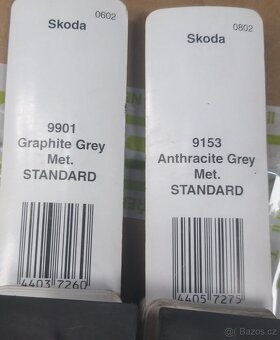 0602
Skoda
9901
Graphite Grey
Met.
STANDARD
4403 7260
0802
Skoda
9153
Anthracite Grey
Met.
STANDARD
4405 7275
Bazoš.cz